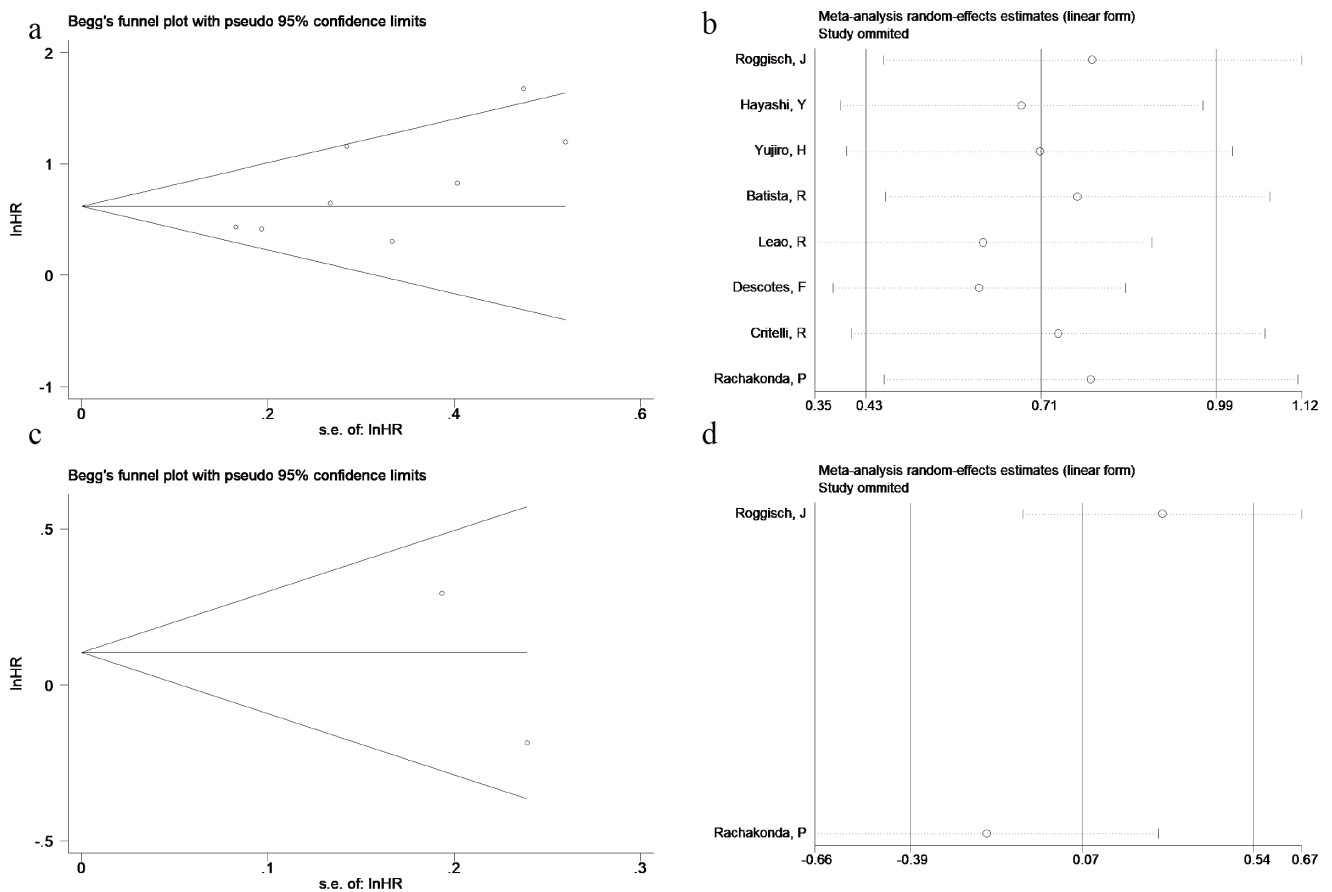 a
Begg's funnel plot with pseudo 95% confidence limits
lnHR
2
1
0
-1
0
.2
.4
.6
s.e. of: lnHR
b
Meta-analysis random-effects estimates (linear form)
Study ommited
Roggisch, J
Hayashi, Y
Yujiro, H
Batista, R
Leao, R
Descotes, F
Critelli, R
Rachakonda, P
0.35
0.43
0.71
0.99
1.12
c
Begg's funnel plot with pseudo 95% confidence limits
lnHR
.5
0
-.5
0
.1
.2
.3
s.e. of: lnHR
d
Meta-analysis random-effects estimates (linear form)
Study ommited
Roggisch, J
Rachakonda, P
-0.66
-0.39
0.07
0.54
0.67